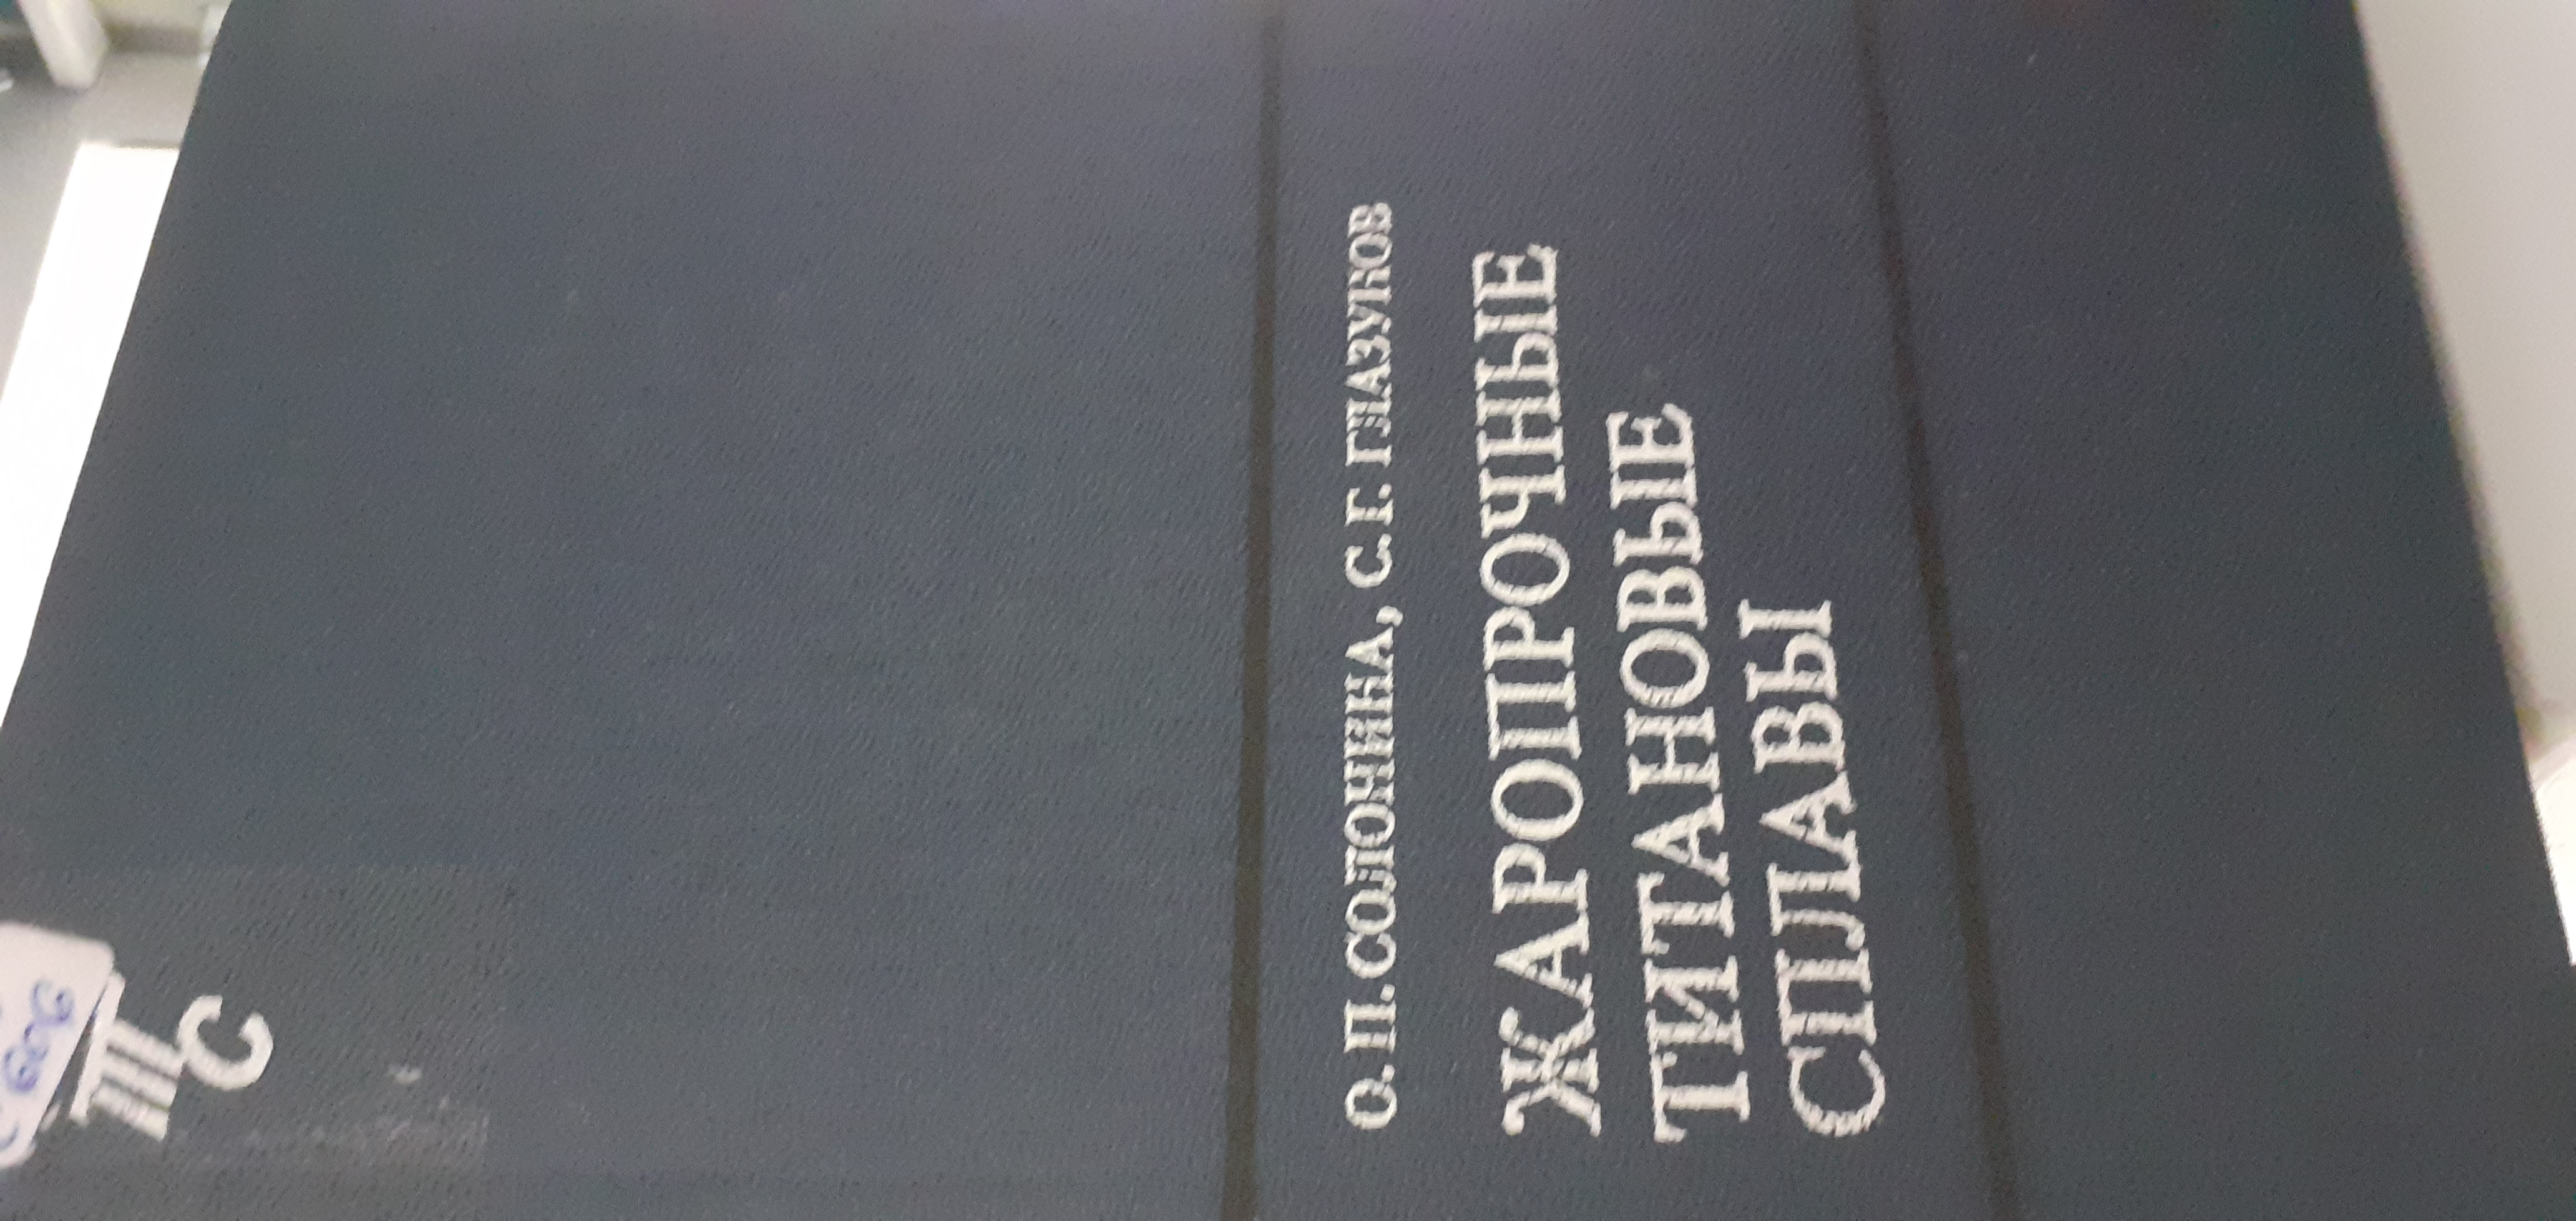 О. П. СОЛОНИНА, С. Г. ГЛАЗУНОВ
ЖАРОПРОЧНЫЕ
ТИТАНОВЫЕ
СПЛАВЫ